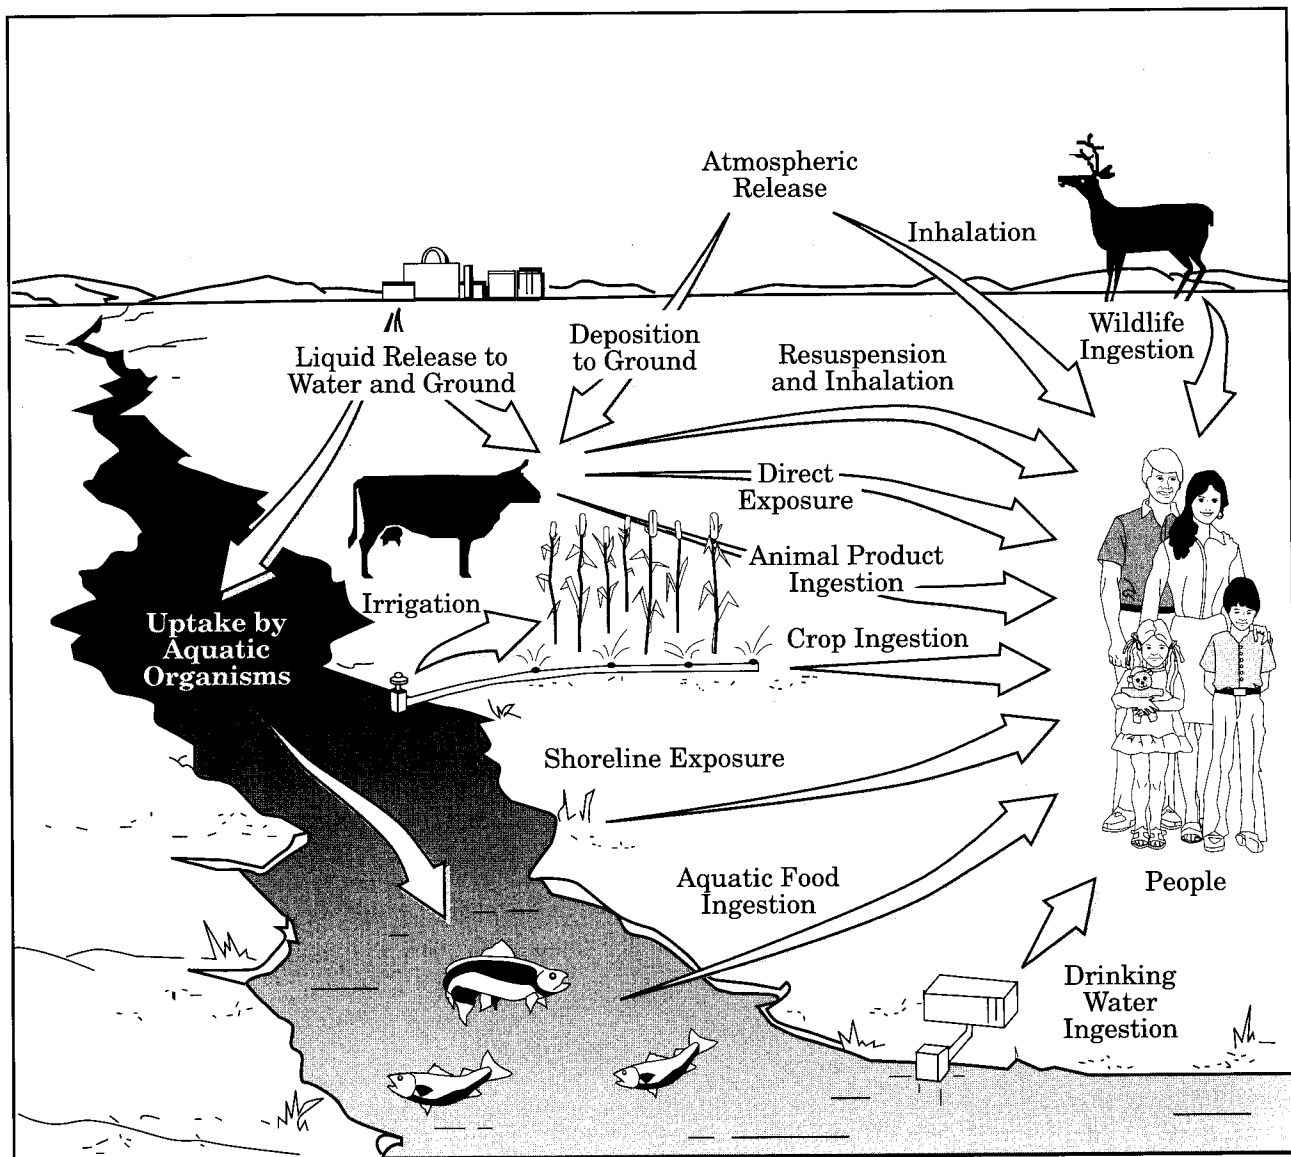 Atmospheric
Release
Inhalation
Wildlife
Ingestion
Liquid Release to
Water and Ground
Deposition
to Ground
Resuspension
and Inhalation
Direct
Exposure
Animal Product
Ingestion
Irrigation
Uptake by
Aquatic
Organisms
Crop Ingestion
Shoreline Exposure
Aquatic Food
Ingestion
People
Drinking
Water
Ingestion